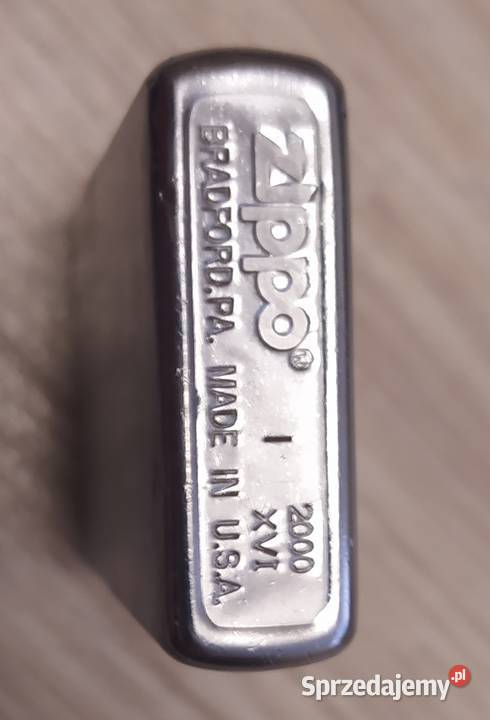 Zippo®
I 2000
XVI
BRADFORD.PA. MADE IN U.S.A.
Sprzedajemy.pl